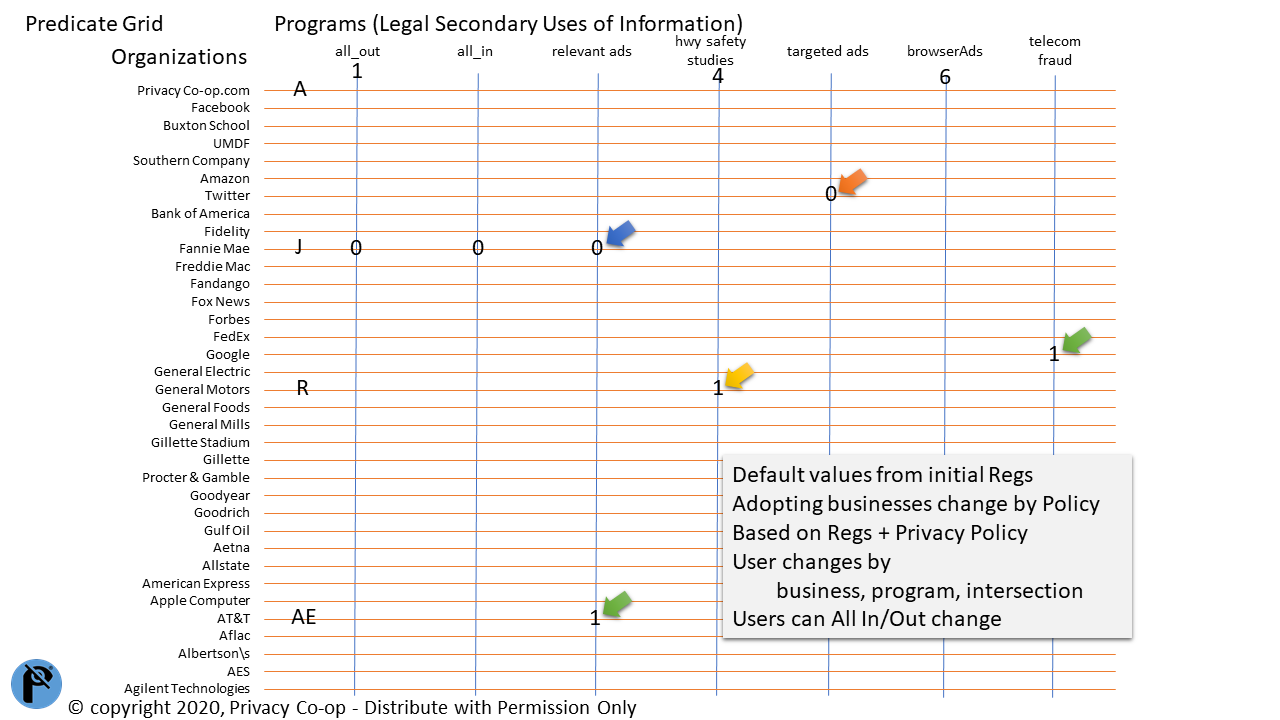 Predicate Grid
Programs (Legal Secondary Uses of Information)
Organizations
all_out
all_in
relevant ads
hwy safety
studies
targeted ads
browserAds
telecom
fraud
1
4
6
Privacy Co-op.com A
Facebook
Buxton School
UMDF
Southern Company
Amazon
Twitter 0
Bank of America
Fidelity
Fannie Mae J 0 0 0
Freddie Mac
Fandango
Fox News
Forbes
FedEx
Google 1
General Electric
General Motors R 1
General Foods
General Mills
Gillette Stadium
Gillette
Procter & Gamble
Goodyear
Goodrich
Gulf Oil
Aetna
Allstate
American Express
Apple Computer
AT&T AE 1
Aflac
Albertson\s
AES
Agilent Technologies
Default values from initial Regs
Adopting businesses change by Policy
Based on Regs + Privacy Policy
User changes by
business, program, intersection
Users can All In/Out change
© copyright 2020, Privacy Co-op - Distribute with Permission Only